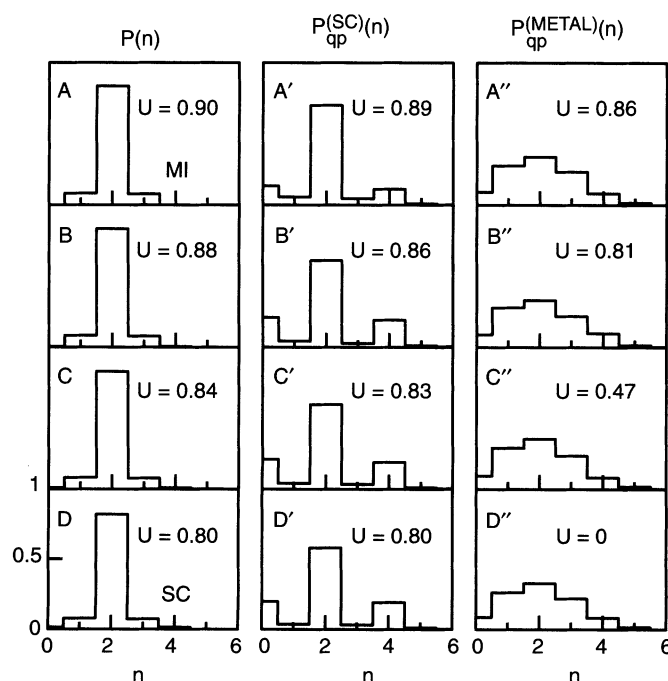 P(n) P_qp^(SC)(n) P_qp^(METAL)(n)
A U = 0.90 MI A′ U = 0.89 A″ U = 0.86
B U = 0.88 B′ U = 0.86 B″ U = 0.81
C U = 0.84 C′ U = 0.83 C″ U = 0.47
1
D U = 0.80 SC D′ U = 0.80 D″ U = 0
0.5
0
0 2 4 6 0 2 4 6 0 2 4 6
n n n